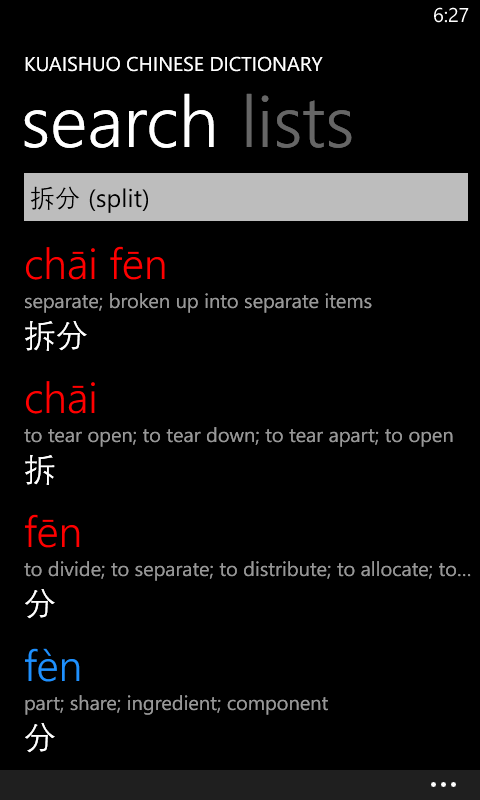 6:27
KUAISHUO CHINESE DICTIONARY
search lists
拆分 (split)
chāi fēn
separate; broken up into separate items
拆分
chāi
to tear open; to tear down; to tear apart; to open
拆
fēn
to divide; to separate; to distribute; to allocate; to...
分
fèn
part; share; ingredient; component
分